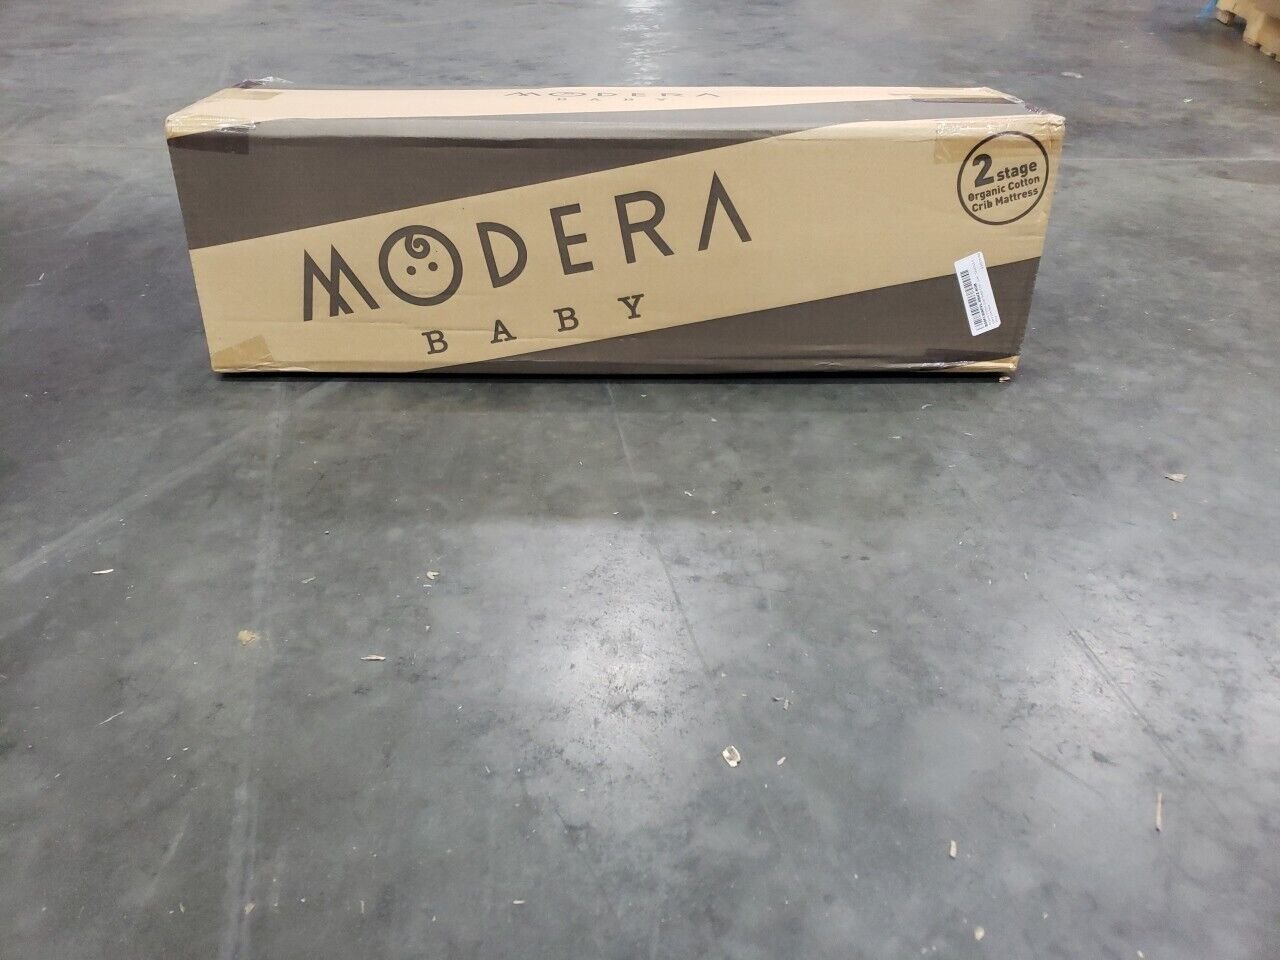 MODERA
BABY
MODERA
BABY
2 stage
Organic Cotton
Crib Mattress